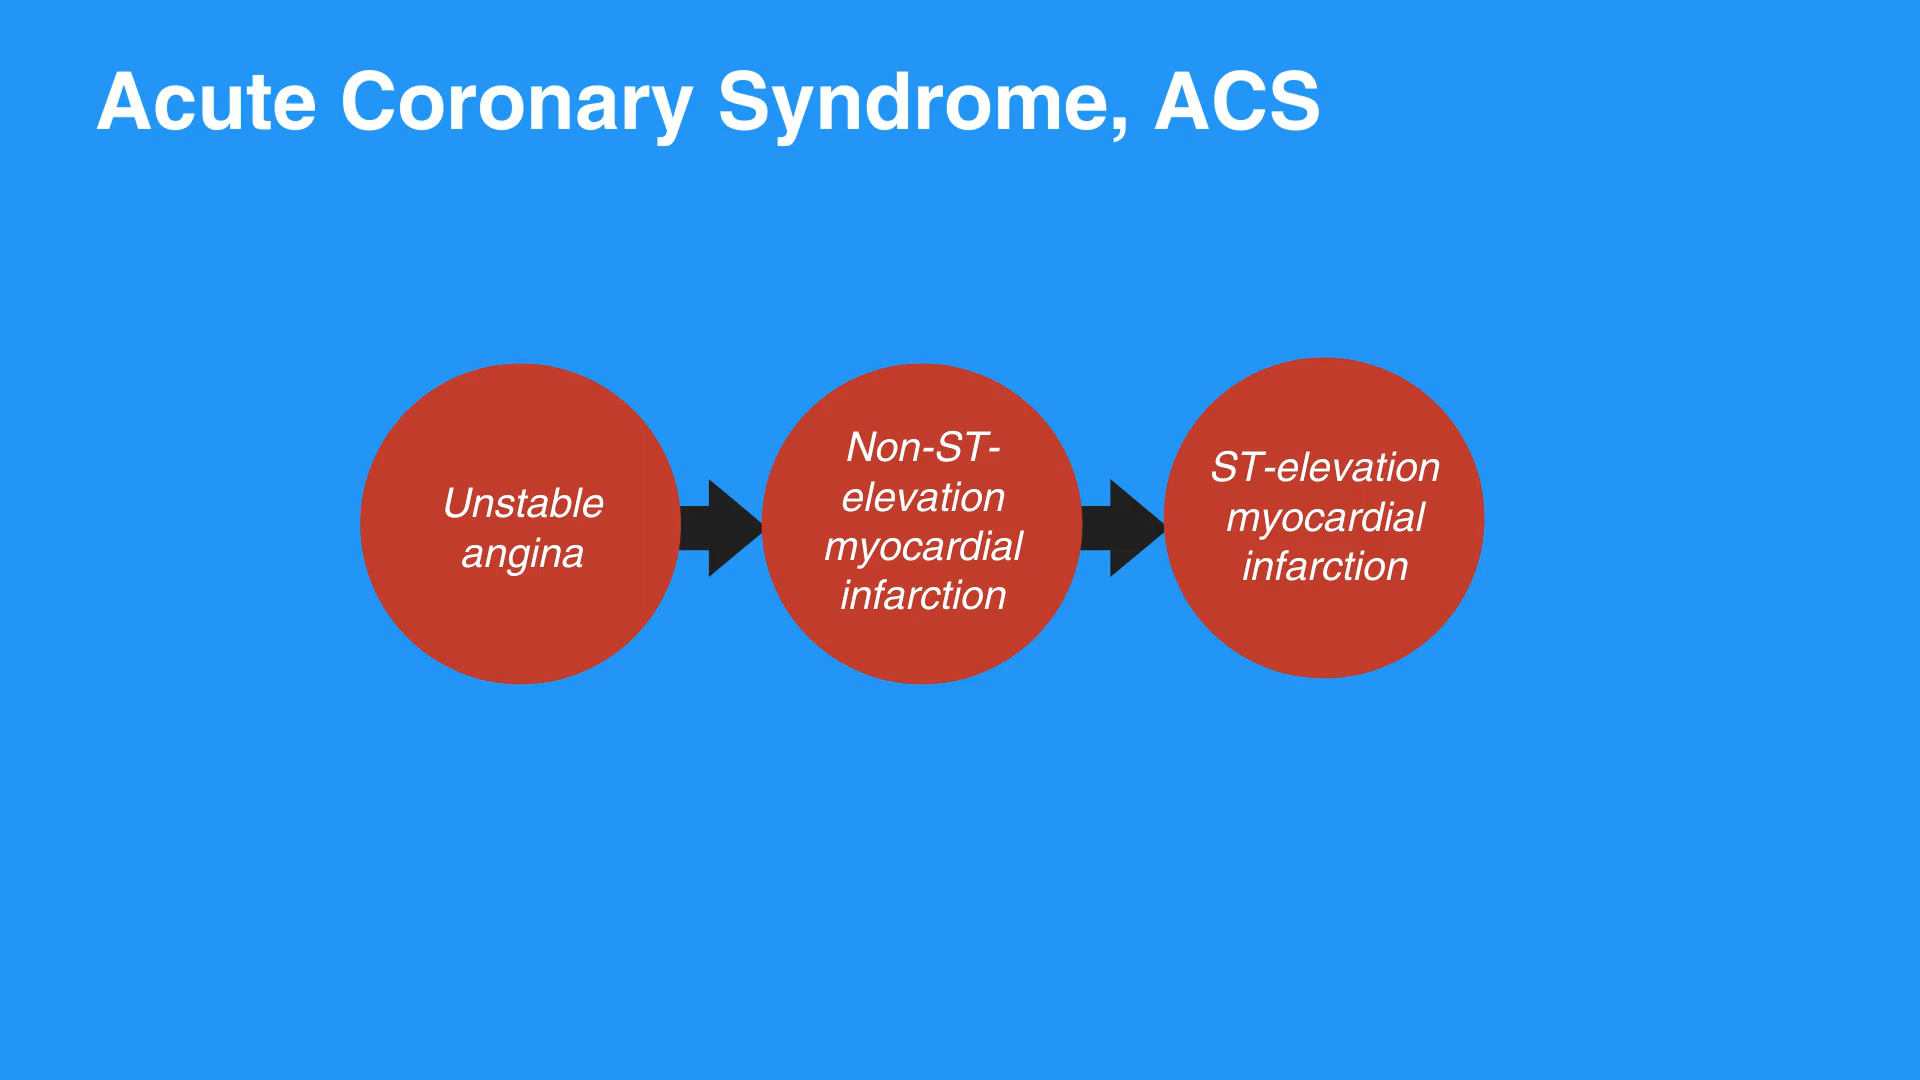 Acute Coronary Syndrome, ACS
Unstable
angina
Non-ST-
elevation
myocardial
infarction
ST-elevation
myocardial
infarction